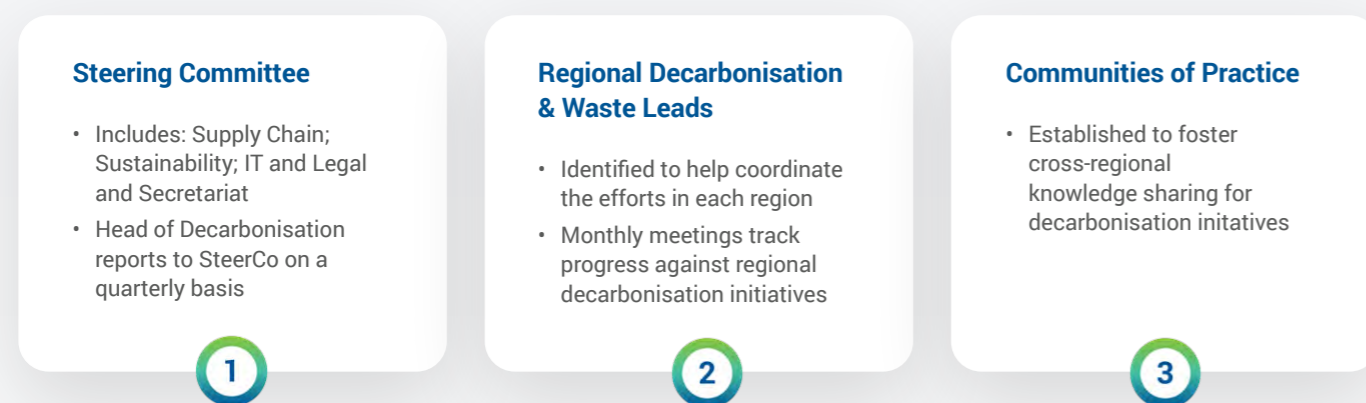 Steering Committee
• Includes: Supply Chain;
Sustainability; IT and Legal
and Secretariat
• Head of Decarbonisation
reports to SteerCo on a
quarterly basis
1
Regional Decarbonisation
& Waste Leads
• Identified to help coordinate
the efforts in each region
• Monthly meetings track
progress against regional
decarbonisation initiatives
2
Communities of Practice
• Established to foster
cross-regional
knowledge sharing for
decarbonisation initatives
3